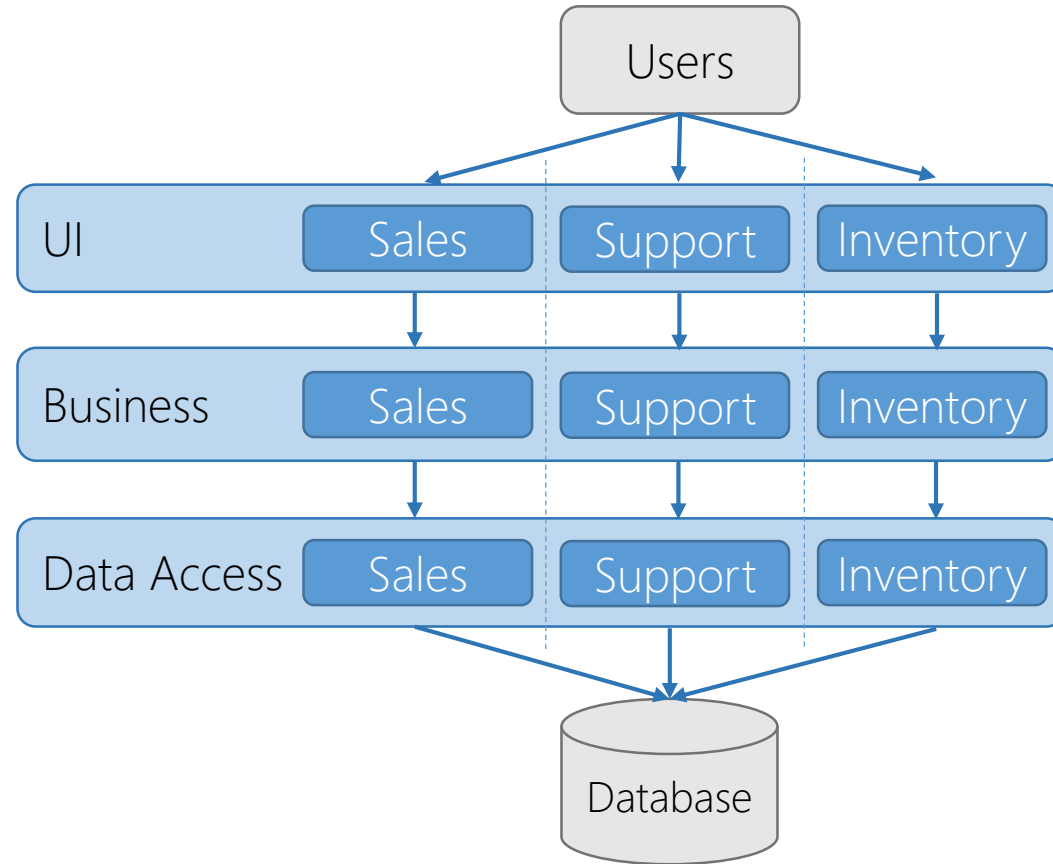 Users
UI
Sales
Support
Inventory
Business
Sales
Support
Inventory
Data Access
Sales
Support
Inventory
Database